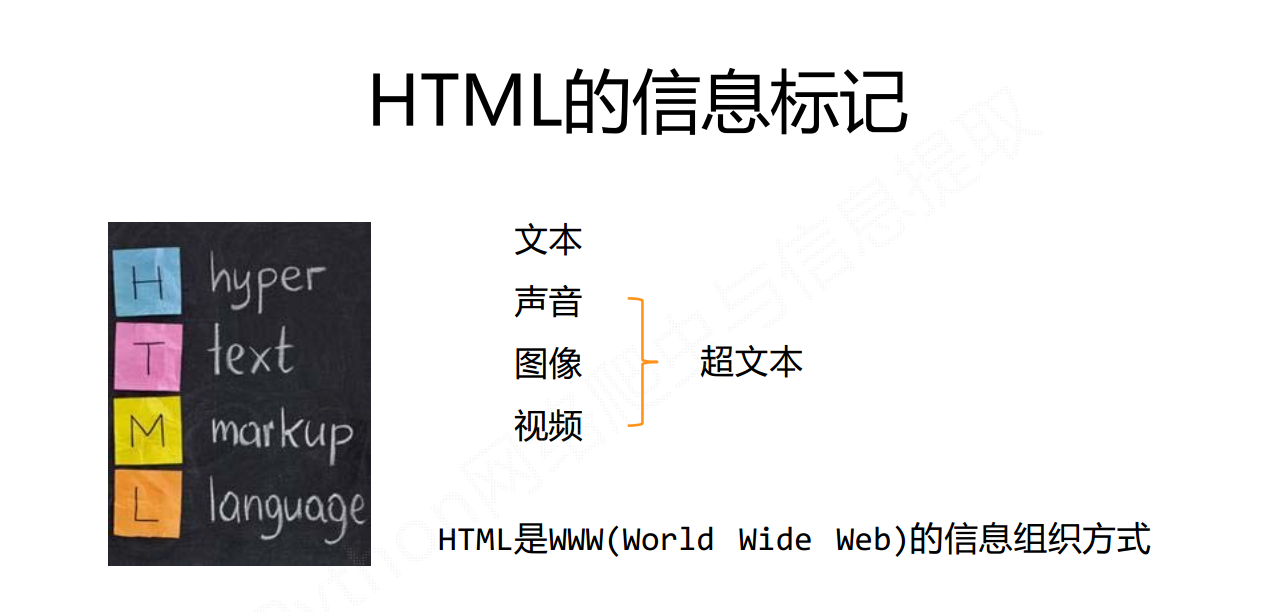 HTML的信息标记
H hyper
T text
M markup
L language
文本
声音
图像
视频
超文本
HTML是WWW(World Wide Web)的信息组织方式
Python网络爬虫与信息提取